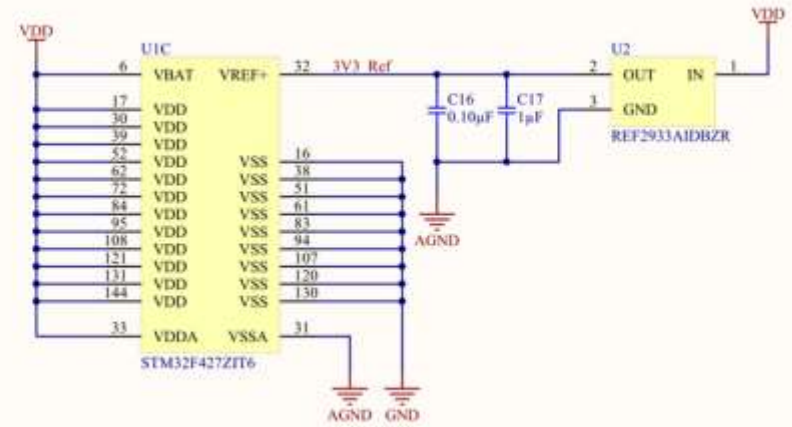 VDD
VDD
U1C
U2
6 VBAT VREF+ 32 3V3_Ref
2 OUT IN 1
17 VDD
C16
0.10µF
C17
1µF
3 GND
30 VDD
REF2933AIDBZR
39 VDD
52 VDD VSS 16
62 VDD VSS 38
72 VDD VSS 51
84 VDD VSS 61
95 VDD VSS 83
AGND
108 VDD VSS 94
121 VDD VSS 107
131 VDD VSS 120
144 VDD VSS 130
33 VDDA VSSA 31
STM32F427ZIT6
AGND GND